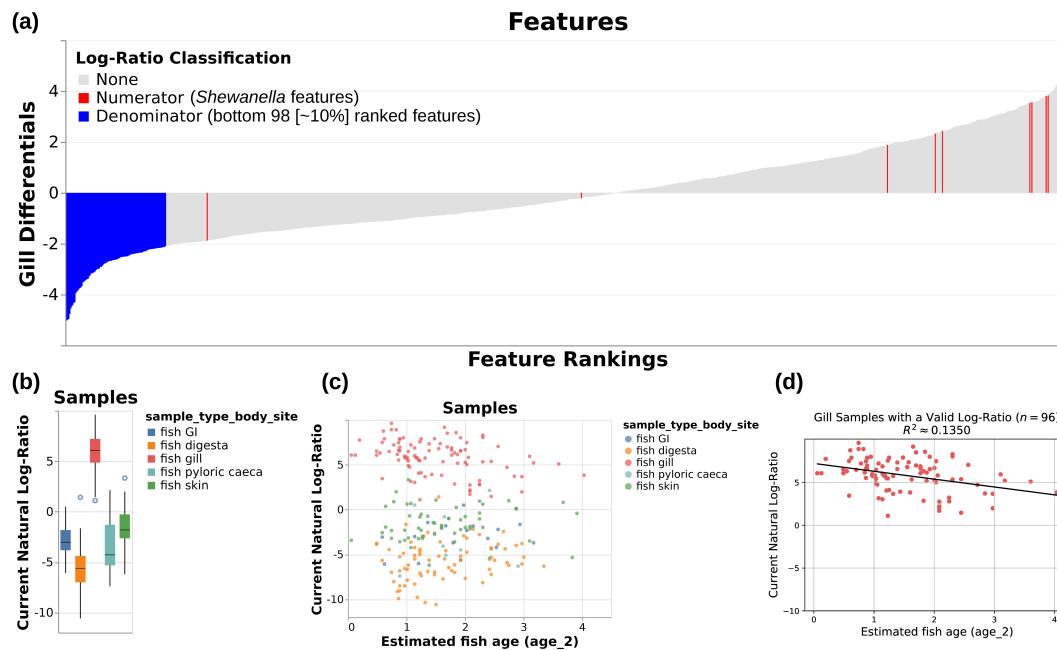 (a)
Features
Log-Ratio Classification
None
Numerator (Shewanella features)
Denominator (bottom 98 [~10%] ranked features)
Gill Differentials
4
2
0
-2
-4
Feature Rankings
(b)
Samples
sample_type_body_site
fish GI
fish digesta
fish gill
fish pyloric caeca
fish skin
Current Natural Log-Ratio
5
0
-5
-10
(c)
Samples
sample_type_body_site
fish GI
fish digesta
fish gill
fish pyloric caeca
fish skin
Current Natural Log-Ratio
5
0
-5
-10
0 1 2 3 4
Estimated fish age (age_2)
(d)
Gill Samples with a Valid Log-Ratio (n = 96)
R² ≈ 0.1350
Current Natural Log-Ratio
5
0
−5
−10
0 1 2 3 4
Estimated fish age (age_2)